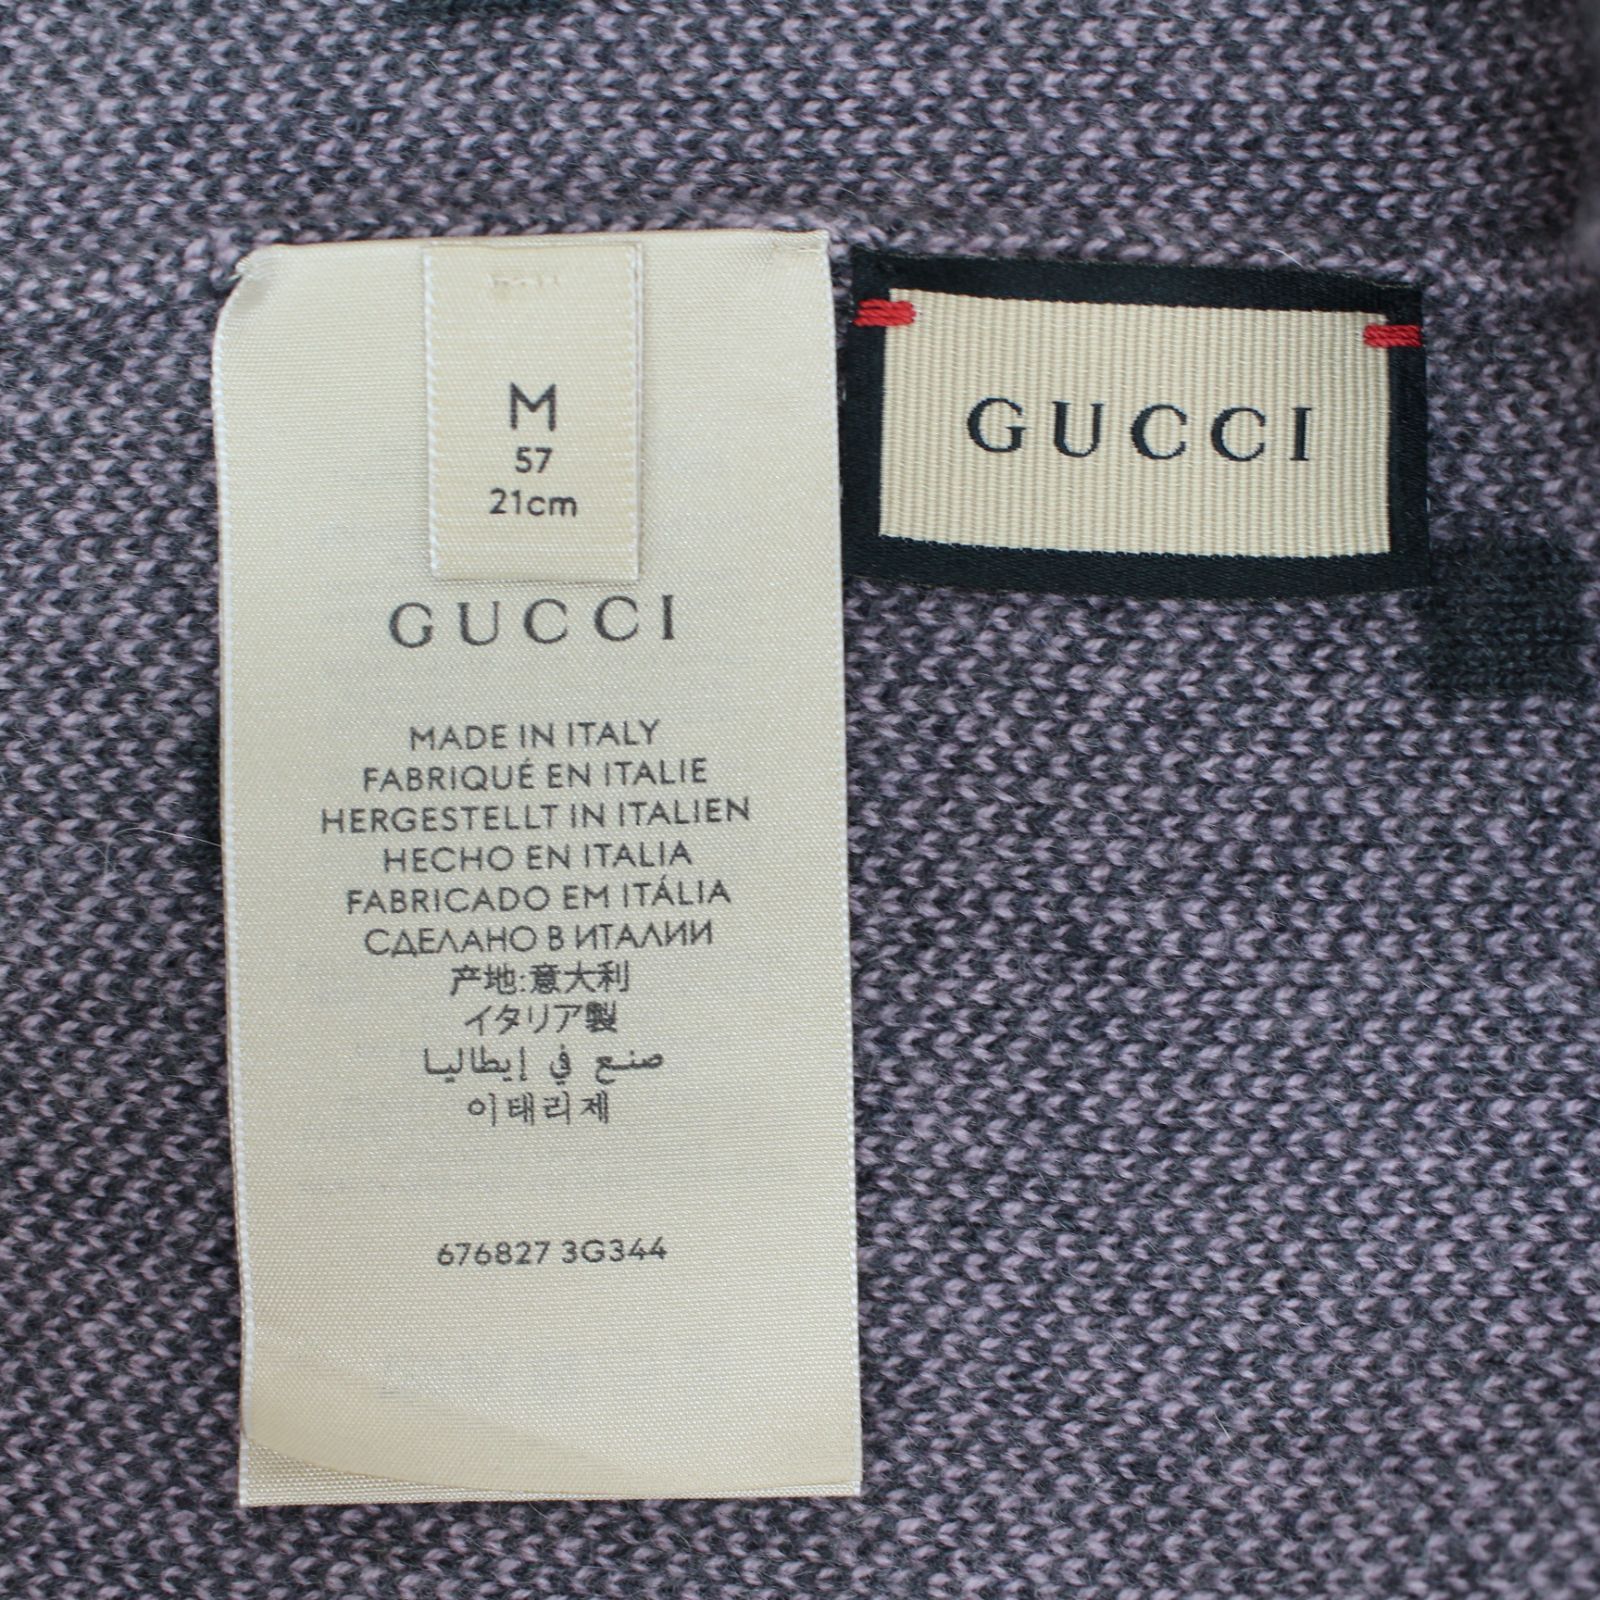 M
57
21cm
GUCCI
MADE IN ITALY
FABRIQUÉ EN ITALIE
HERGESTELLT IN ITALIEN
HECHO EN ITALIA
FABRICADO EM ITÁLIA
СДЕЛАНО В ИТАЛИИ
产地:意大利
イタリア製
صنع في إيطاليا
이태리제
676827 3G344
GUCCI